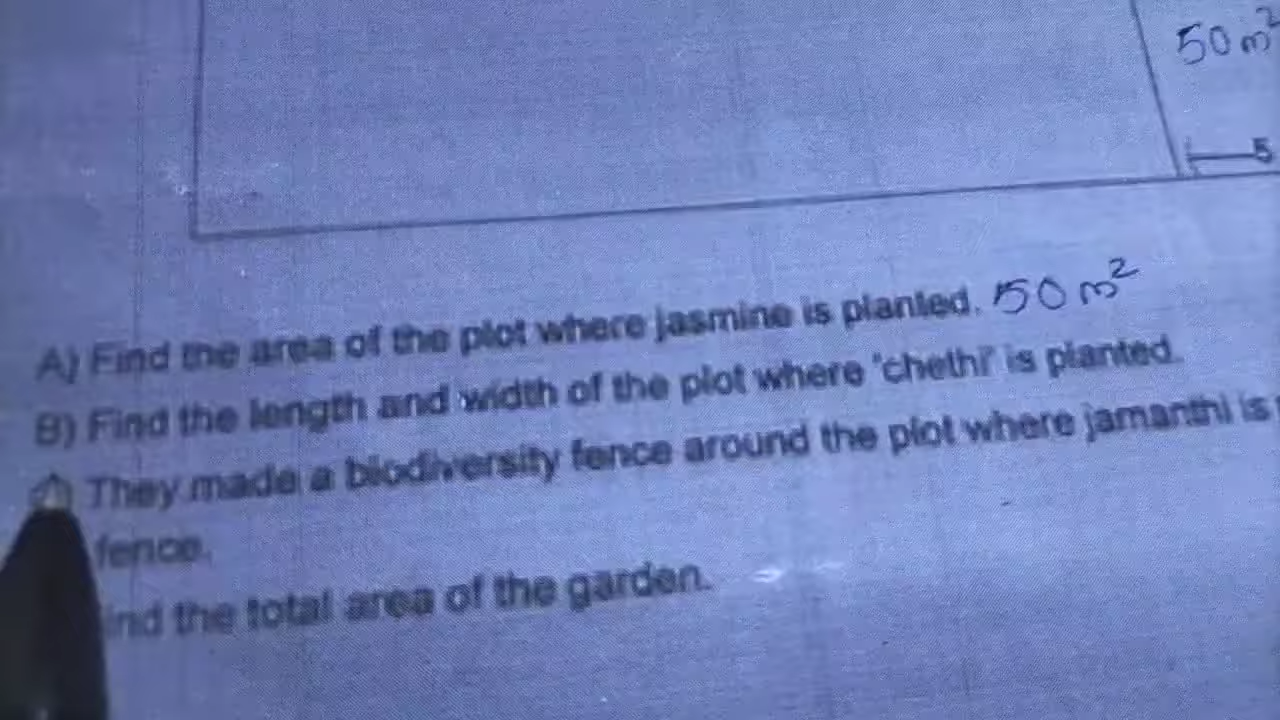 50 m²
5
A) Find the area of the plot where jasmine is planted. 50 m²
B) Find the length and width of the plot where 'chethi' is planted.
They made a biodiversity fence around the plot where jamanthi is
fence.
ind the total area of the garden.